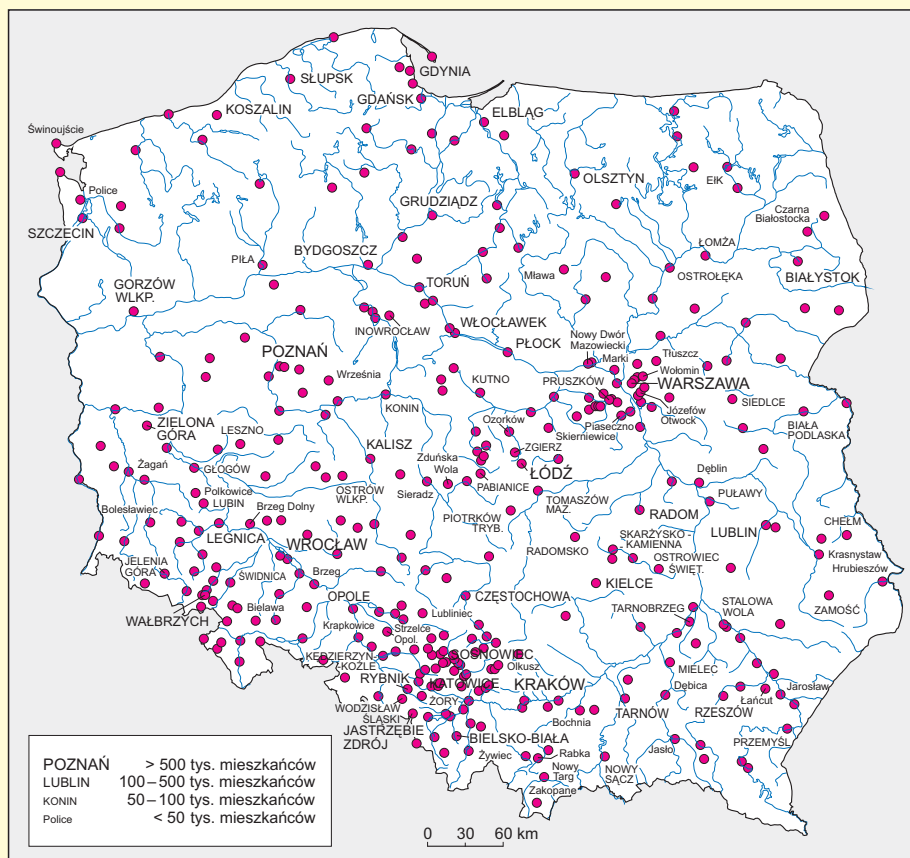 GDYNIA
SŁUPSK
GDAŃSK
KOSZALIN
ELBLĄG
Świnoujście
OLSZTYN
EŁK
Police
GRUDZIĄDZ
Czarna
Białostocka
SZCZECIN
BYDGOSZCZ
ŁOMŻA
PIŁA
BIAŁYSTOK
Mława
OSTROŁĘKA
GORZÓW
WLKP.
TORUŃ
INOWROCŁAW
WŁOCŁAWEK
Nowy Dwór
Mazowiecki
PŁOCK
Tłuszcz
Marki
POZNAŃ
Wołomin
Września
KUTNO
PRUSZKÓW
WARSZAWA
KONIN
SIEDLCE
Józefów
Otwock
BIAŁA
PODLASKA
Ozorków
Piaseczno
Skierniewice
ZIELONA
GÓRA
LESZNO
KALISZ
ZGIERZ
Zduńska
Wola
ŁÓDŹ
Żagań
GŁOGÓW
PABIANICE
Dęblin
Sieradz
OSTRÓW
WLKP.
Polkowice
LUBIN
TOMASZÓW
MAZ.
PUŁAWY
Bolesławiec
Brzeg Dolny
PIOTRKÓW
TRYB.
RADOM
LUBLIN
CHEŁM
LEGNICA
WROCŁAW
RADOMSKO
SKARŻYSKO-
KAMIENNA
Krasnystaw
OSTROWIEC
ŚWIĘT.
Hrubieszów
JELENIA
GÓRA
ŚWIDNICA
Brzeg
KIELCE
OPOLE
CZĘSTOCHOWA
ZAMOŚĆ
Bielawa
Lubliniec
TARNOBRZEG
STALOWA
WOLA
WAŁBRZYCH
Krapkowice
Strzelce
Opol.
KĘDZIERZYN-
KOŹLE
SOSNOWIEC
Olkusz
MIELEC
RYBNIK
KATOWICE
KRAKÓW
Dębica
Jarosław
Łańcut
WODZISŁAW
ŚLĄSKI
ŻORY
TARNÓW
RZESZÓW
Bochnia
JASTRZĘBIE
ZDRÓJ
BIELSKO-BIAŁA
PRZEMYŚL
Żywiec
Rabka
Jasło
Nowy
Targ
NOWY
SĄCZ
Zakopane
POZNAŃ > 500 tys. mieszkańców
LUBLIN 100–500 tys. mieszkańców
KONIN 50–100 tys. mieszkańców
Police < 50 tys. mieszkańców
0 30 60 km